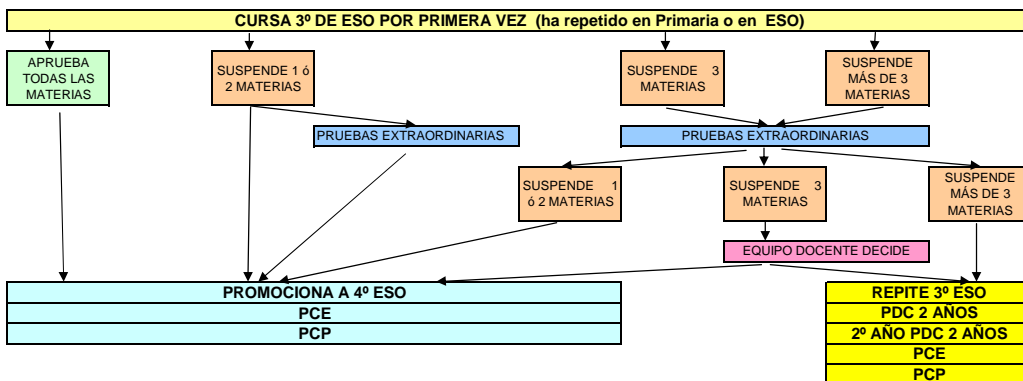 CURSA 3º DE ESO POR PRIMERA VEZ (ha repetido en Primaria o en ESO)
APRUEBA
TODAS LAS
MATERIAS
SUSPENDE 1 ó
2 MATERIAS
SUSPENDE 3
MATERIAS
SUSPENDE
MÁS DE 3
MATERIAS
PRUEBAS EXTRAORDINARIAS
PRUEBAS EXTRAORDINARIAS
SUSPENDE 1
ó 2 MATERIAS
SUSPENDE 3
MATERIAS
SUSPENDE
MÁS DE 3
MATERIAS
EQUIPO DOCENTE DECIDE
PROMOCIONA A 4º ESO
PCE
PCP
REPITE 3º ESO
PDC 2 AÑOS
2º AÑO PDC 2 AÑOS
PCE
PCP